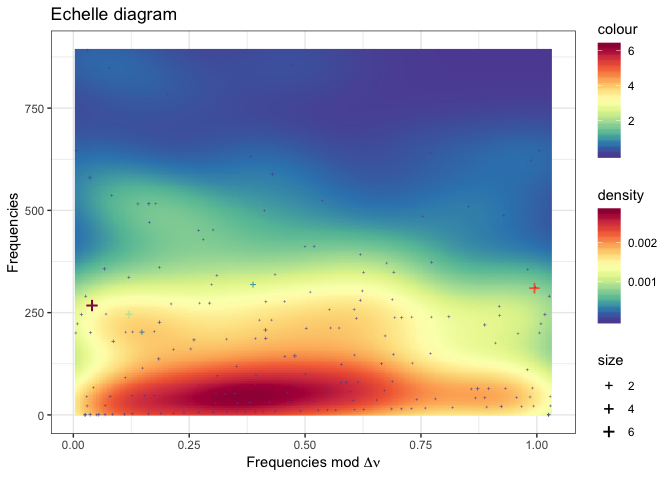 Echelle diagram
Frequencies
750
500
250
0
0.00 0.25 0.50 0.75 1.00
Frequencies mod Δν
colour
6
4
2
density
0.002
0.001
size
2
4
6